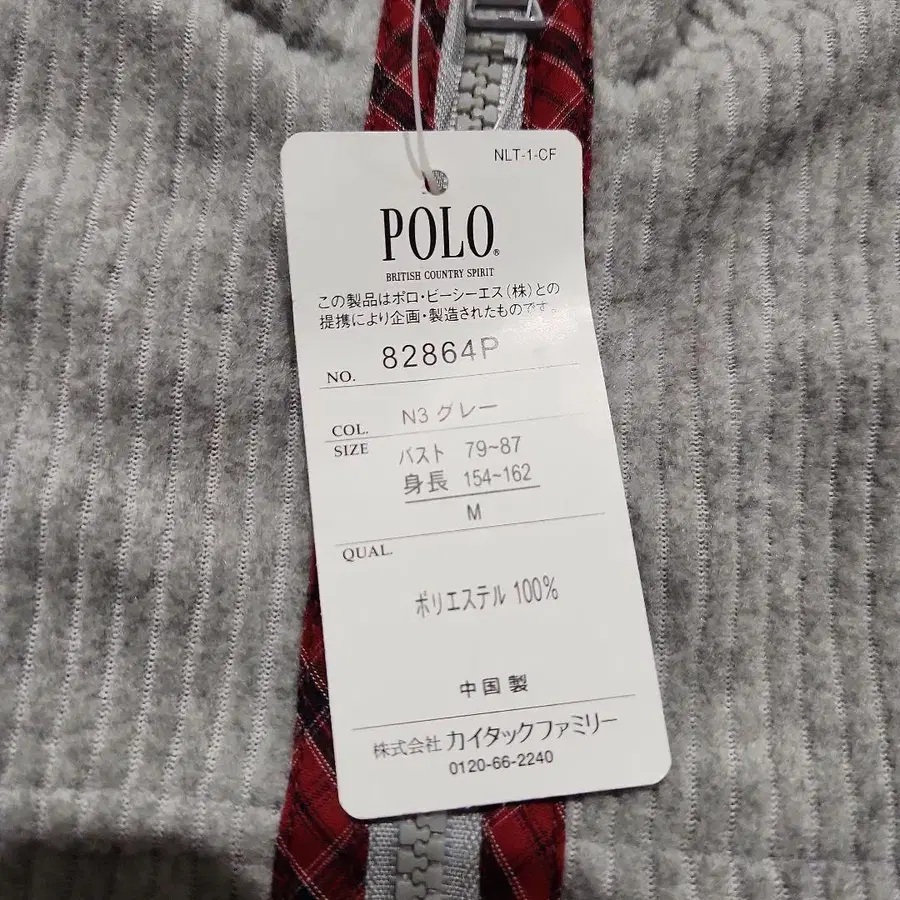 NLT-1-CF
POLO®
BRITISH COUNTRY SPIRIT
この製品はポロ・ビーシーエス(株)との
提携により企画・製造されたものです。
NO. 82864P
COL. N3 グレー
SIZE バスト 79~87
身長 154~162
M
QUAL.
ポリエステル 100%
中国製
株式会社 カイタックファミリー
0120-66-2240